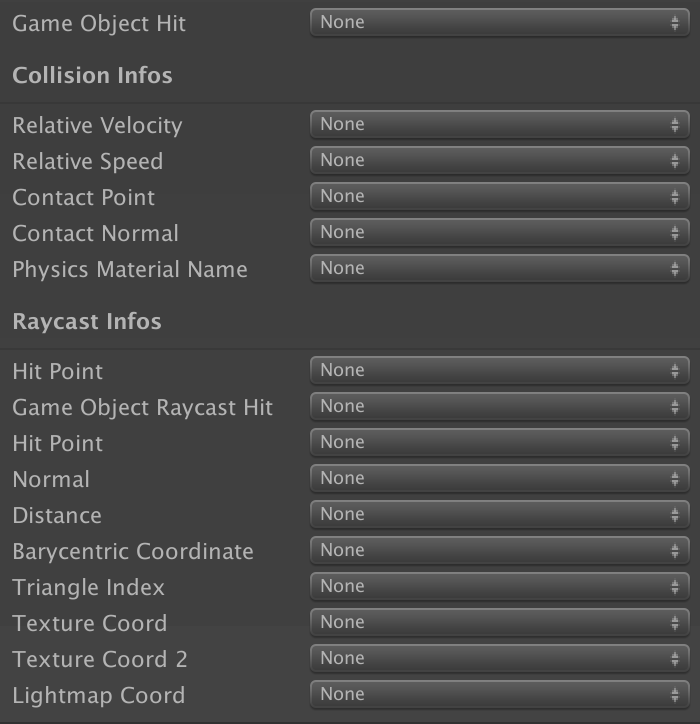 Game Object Hit None
Collision Infos
Relative Velocity None
Relative Speed None
Contact Point None
Contact Normal None
Physics Material Name None
Raycast Infos
Hit Point None
Game Object Raycast Hit None
Hit Point None
Normal None
Distance None
Barycentric Coordinate None
Triangle Index None
Texture Coord None
Texture Coord 2 None
Lightmap Coord None